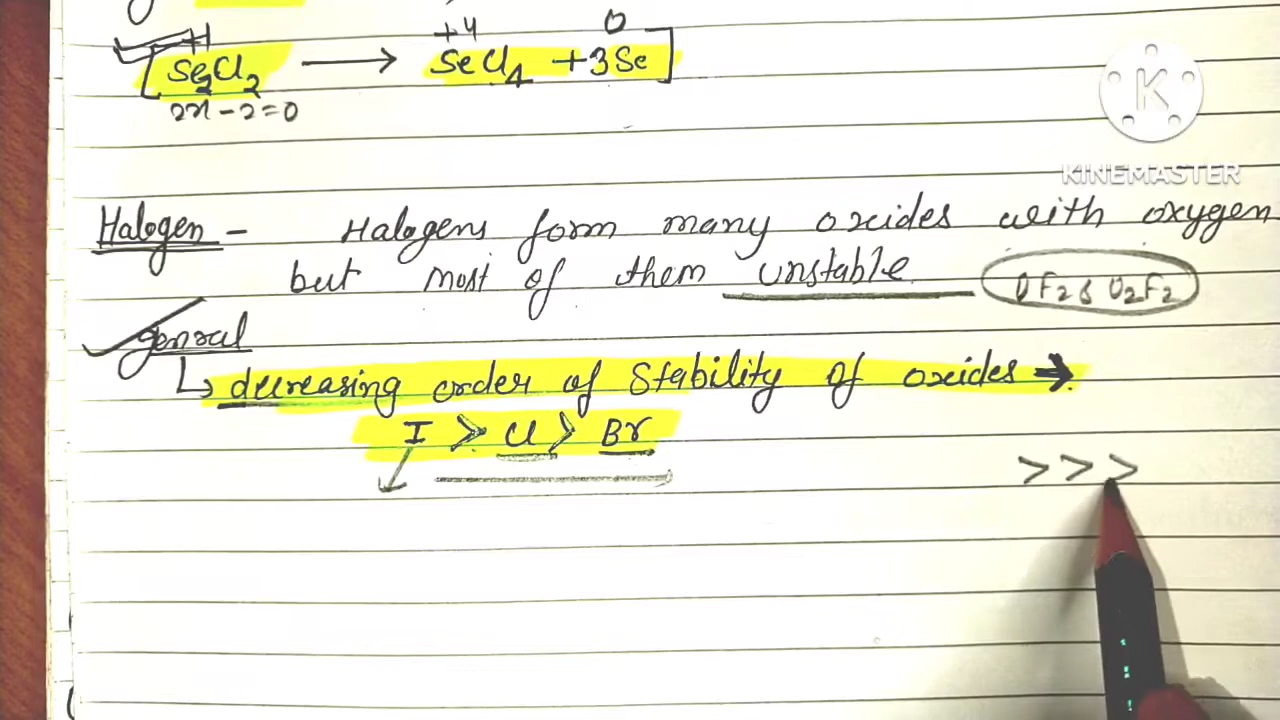 +1 +4 0
[Se2Cl2 → SeCl4 + 3Se]
2x - 2 = 0
K
KINEMASTER
Halogen - Halogens form many oxides with oxygen
but most of them unstable OF2 & O2F2
general
↳ decreasing order of Stability of oxides →
I > Cl > Br
> > >